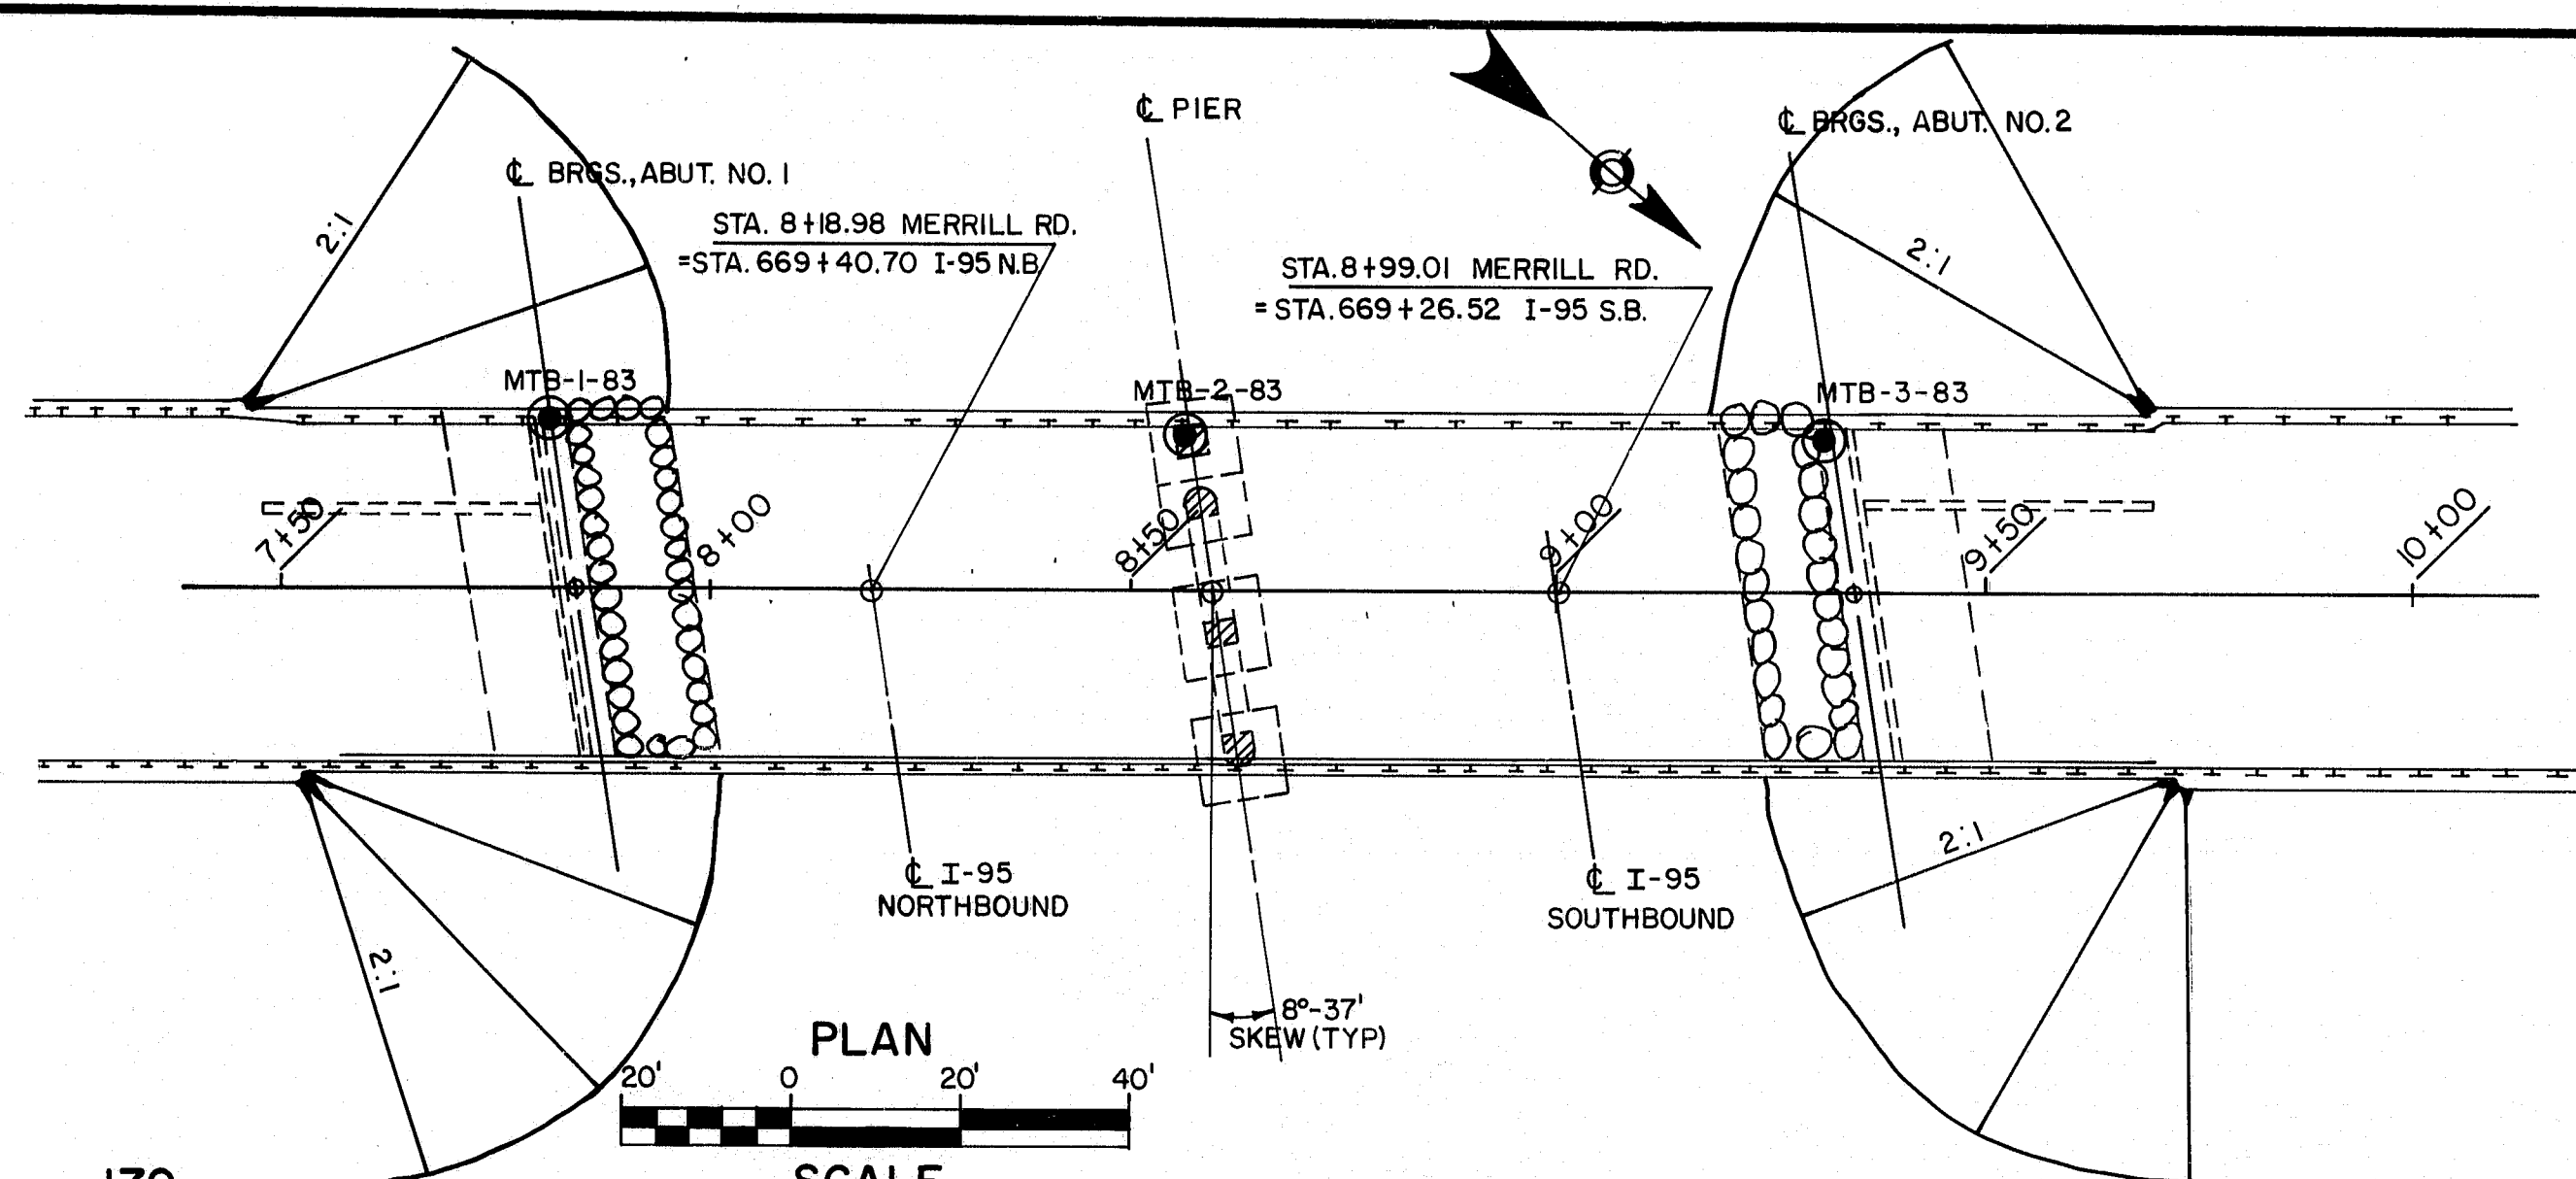 ℄ PIER
℄ BRGS., ABUT. NO. 2
℄ BRGS., ABUT. NO. 1
STA. 8+18.98 MERRILL RD.
=STA. 669+40.70 I-95 N.B.
STA. 8+99.01 MERRILL RD.
= STA. 669+26.52 I-95 S.B.
2:1
2:1
MTB-1-83
MTB-2-83
MTB-3-83
7+50
8+00
8+50
9+00
9+50
10+00
℄ I-95
NORTHBOUND
℄ I-95
SOUTHBOUND
2:1
2:1
8°-37'
SKEW (TYP)
PLAN
20' 0 20' 40'
SCALE
170